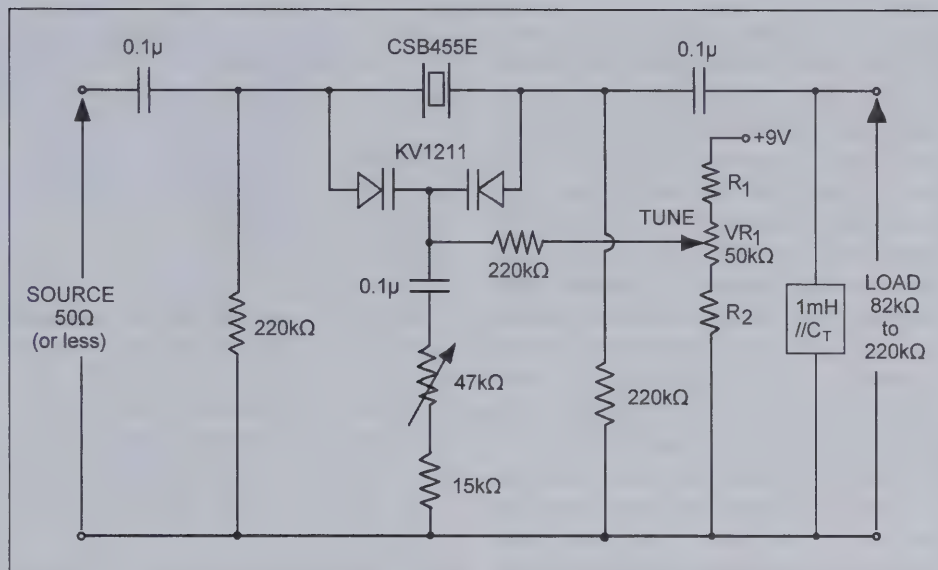 0.1µ
CSB455E
0.1µ
KV1211
+9V
R1
TUNE
VR1
50kΩ
220kΩ
0.1µ
R2
SOURCE
50Ω
(or less)
220kΩ
47kΩ
220kΩ
15kΩ
1mH
//CT
LOAD
82kΩ
to
220kΩ